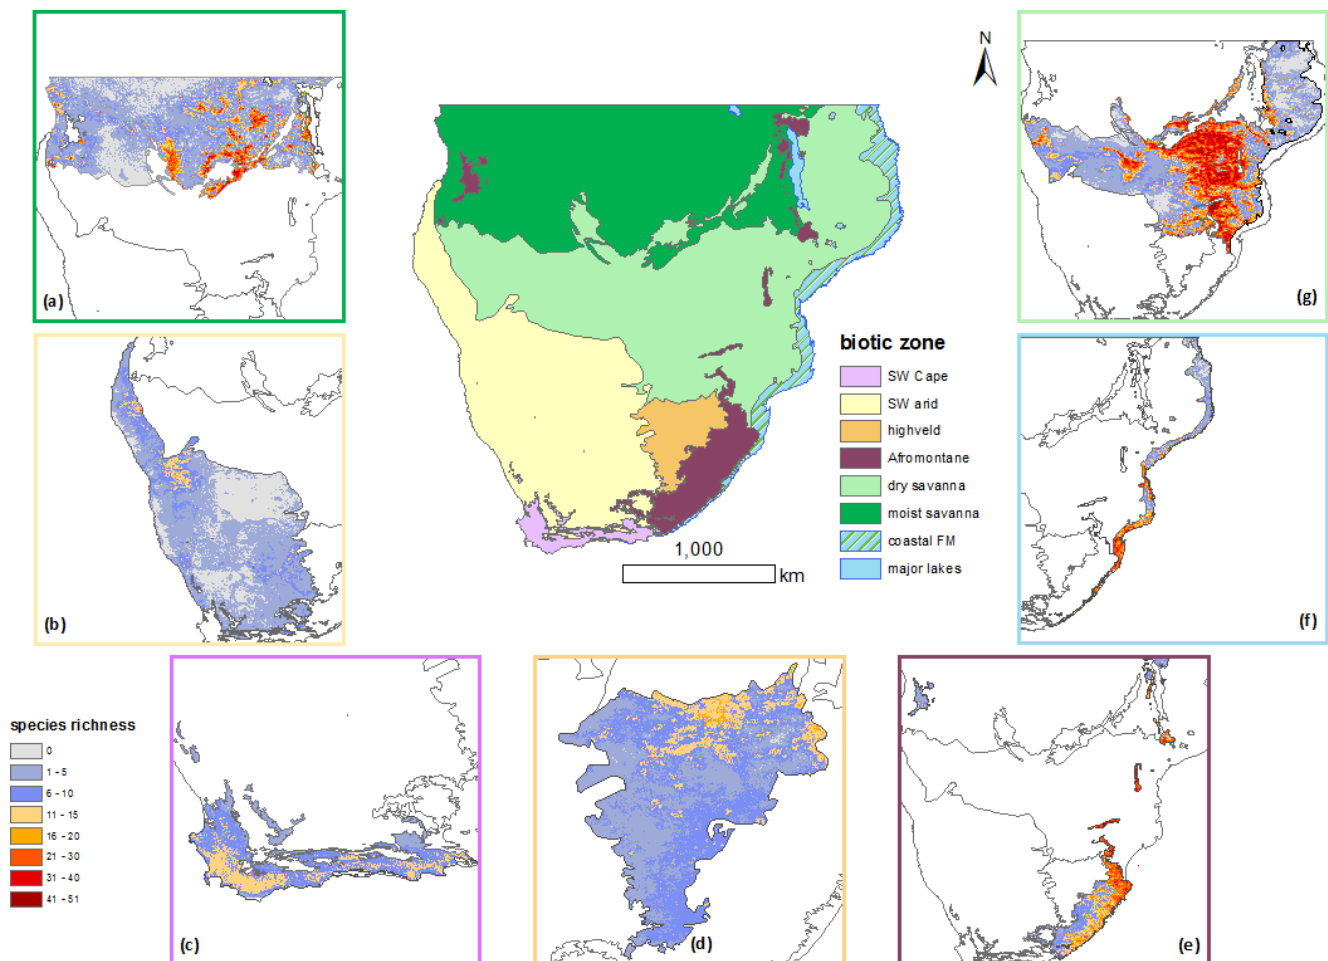 N
(a)
(g)
biotic zone
SW Cape
SW arid
highveld
Afromontane
dry savanna
moist savanna
coastal FM
major lakes
1,000
km
(b)
(f)
species richness
0
1 - 5
6 - 10
11 - 15
16 - 20
21 - 30
31 - 40
41 - 51
(c)
(d)
(e)